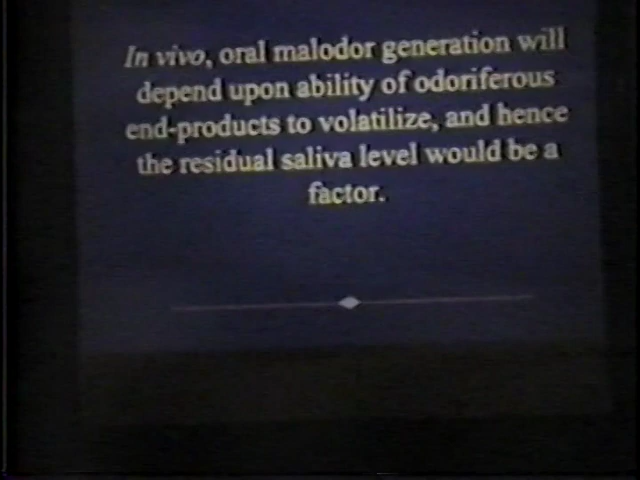 In vivo, oral malodor generation will
depend upon ability of odoriferous
end-products to volatilize, and hence
the residual saliva level would be a
factor.